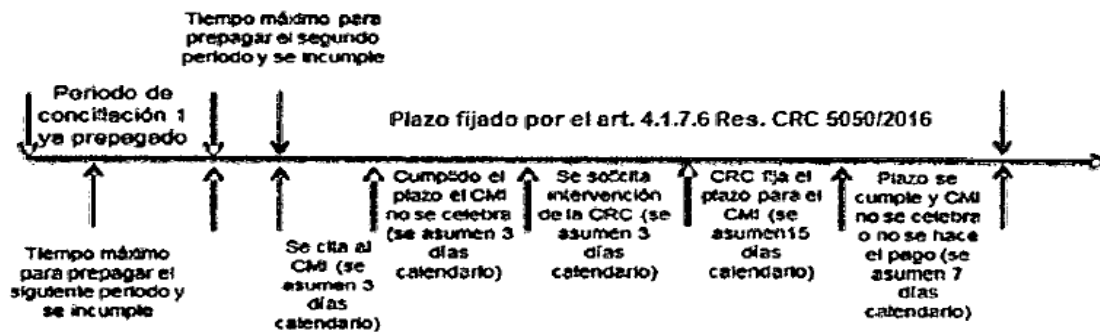 Tiempo máximo para
prepagar el segundo
periodo y se incumple
Periodo de
conciliación 1
ya prepagado
Plazo fijado por el art. 4.1.7.6 Res. CRC 5050/2016
Tiempo máximo
para prepagar el
siguiente periodo y
se incumple
Se cita al
CMI (se
asumen 3
días
calendario)
Cumplido el
plazo el CMI
no se celebra
(se asumen 3
días
calendario)
Se solicita
intervención
de la CRC (se
asumen 3
días
calendario)
CRC fija el
plazo para el
CMI (se
asumen15
días
calendario)
Plazo se
cumple y CMI
no se celebra
o no se hace
el pago (se
asumen 7
días
calendario)